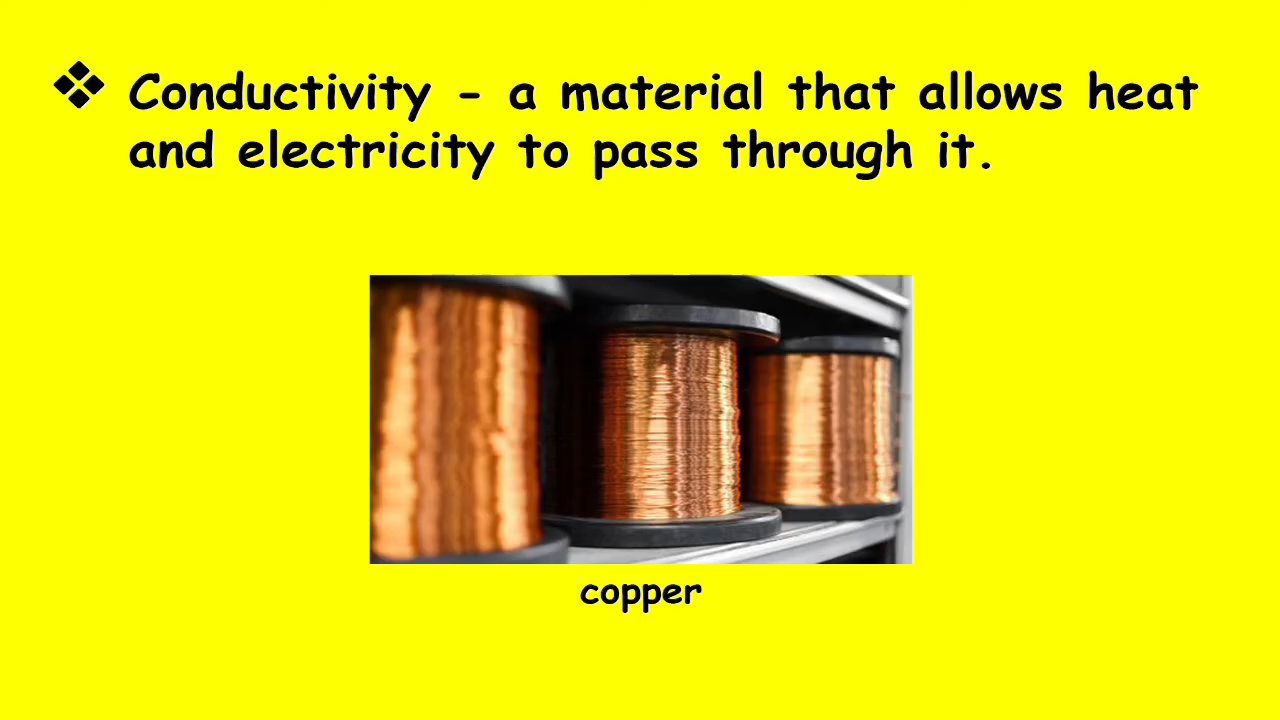 ❖ Conductivity - a material that allows heat
and electricity to pass through it.
copper